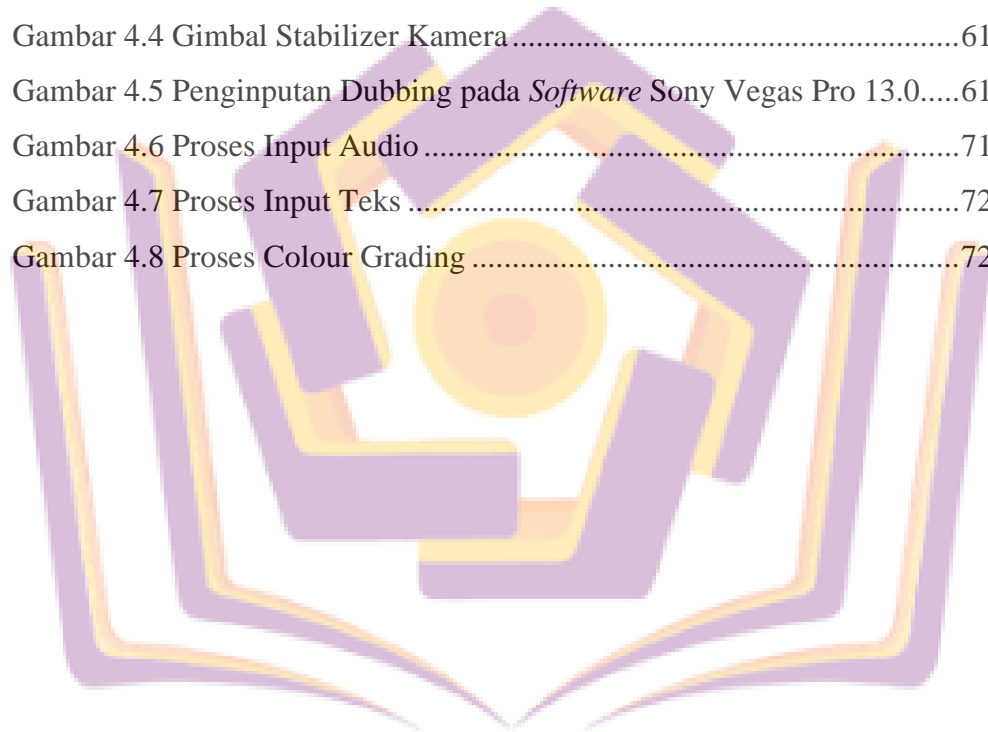 Gambar 4.4 Gimbal Stabilizer Kamera.....................................................61
Gambar 4.5 Penginputan Dubbing pada Software Sony Vegas Pro 13.0.....61
Gambar 4.6 Proses Input Audio................................................................71
Gambar 4.7 Proses Input Teks..................................................................72
Gambar 4.8 Proses Colour Grading...........................................................72